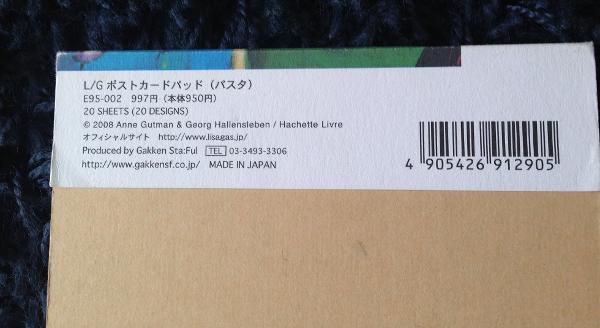 L/G ポストカードパッド（パスタ）
E95-002 997円（本体950円）
20 SHEETS (20 DESIGNS)
© 2008 Anne Gutman & Georg Hallensleben / Hachette Livre
オフィシャルサイト http://www.lisagas.jp/
Produced by Gakken Sta:Ful TEL 03-3493-3306
http://www.gakkensf.co.jp/ MADE IN JAPAN
4 905426 912905